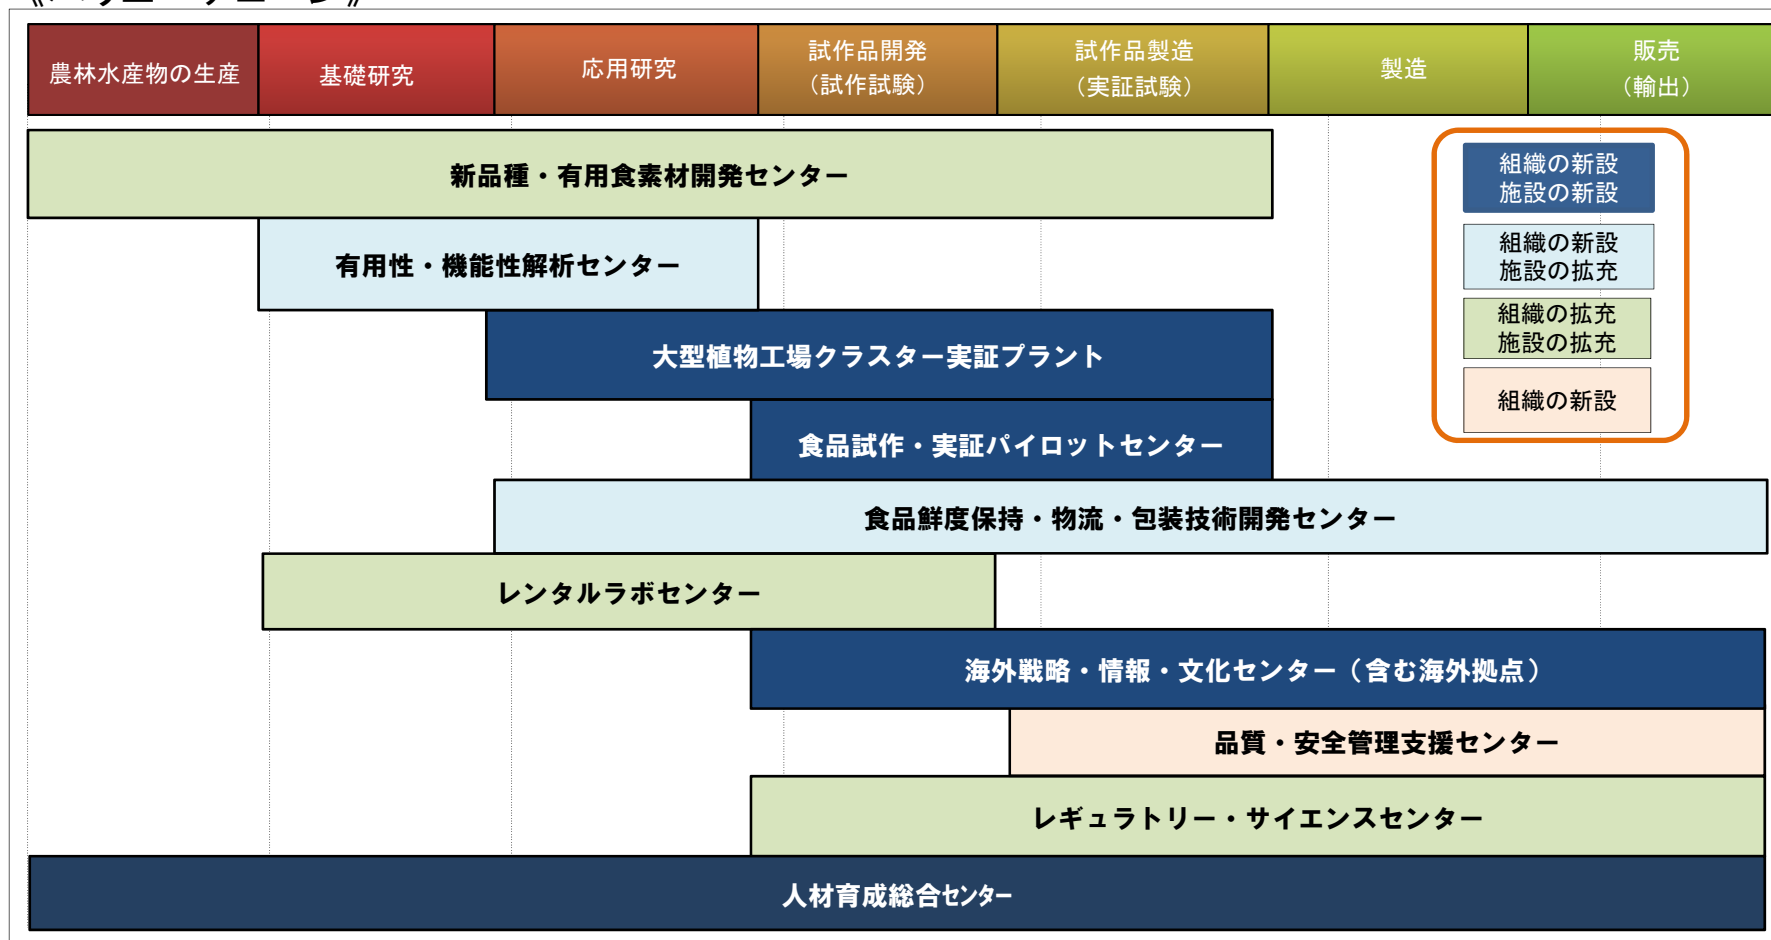 農林水産物の生産
基礎研究
応用研究
試作品開発
（試作試験）
試作品製造
（実証試験）
製造
販売
（輸出）
新品種・有用食素材開発センター
組織の新設
施設の新設
有用性・機能性解析センター
組織の新設
施設の拡充
大型植物工場クラスター実証プラント
組織の拡充
施設の拡充
食品試作・実証パイロットセンター
組織の新設
食品鮮度保持・物流・包装技術開発センター
レンタルラボセンター
海外戦略・情報・文化センター（含む海外拠点）
品質・安全管理支援センター
レギュラトリー・サイエンスセンター
人材育成総合センター